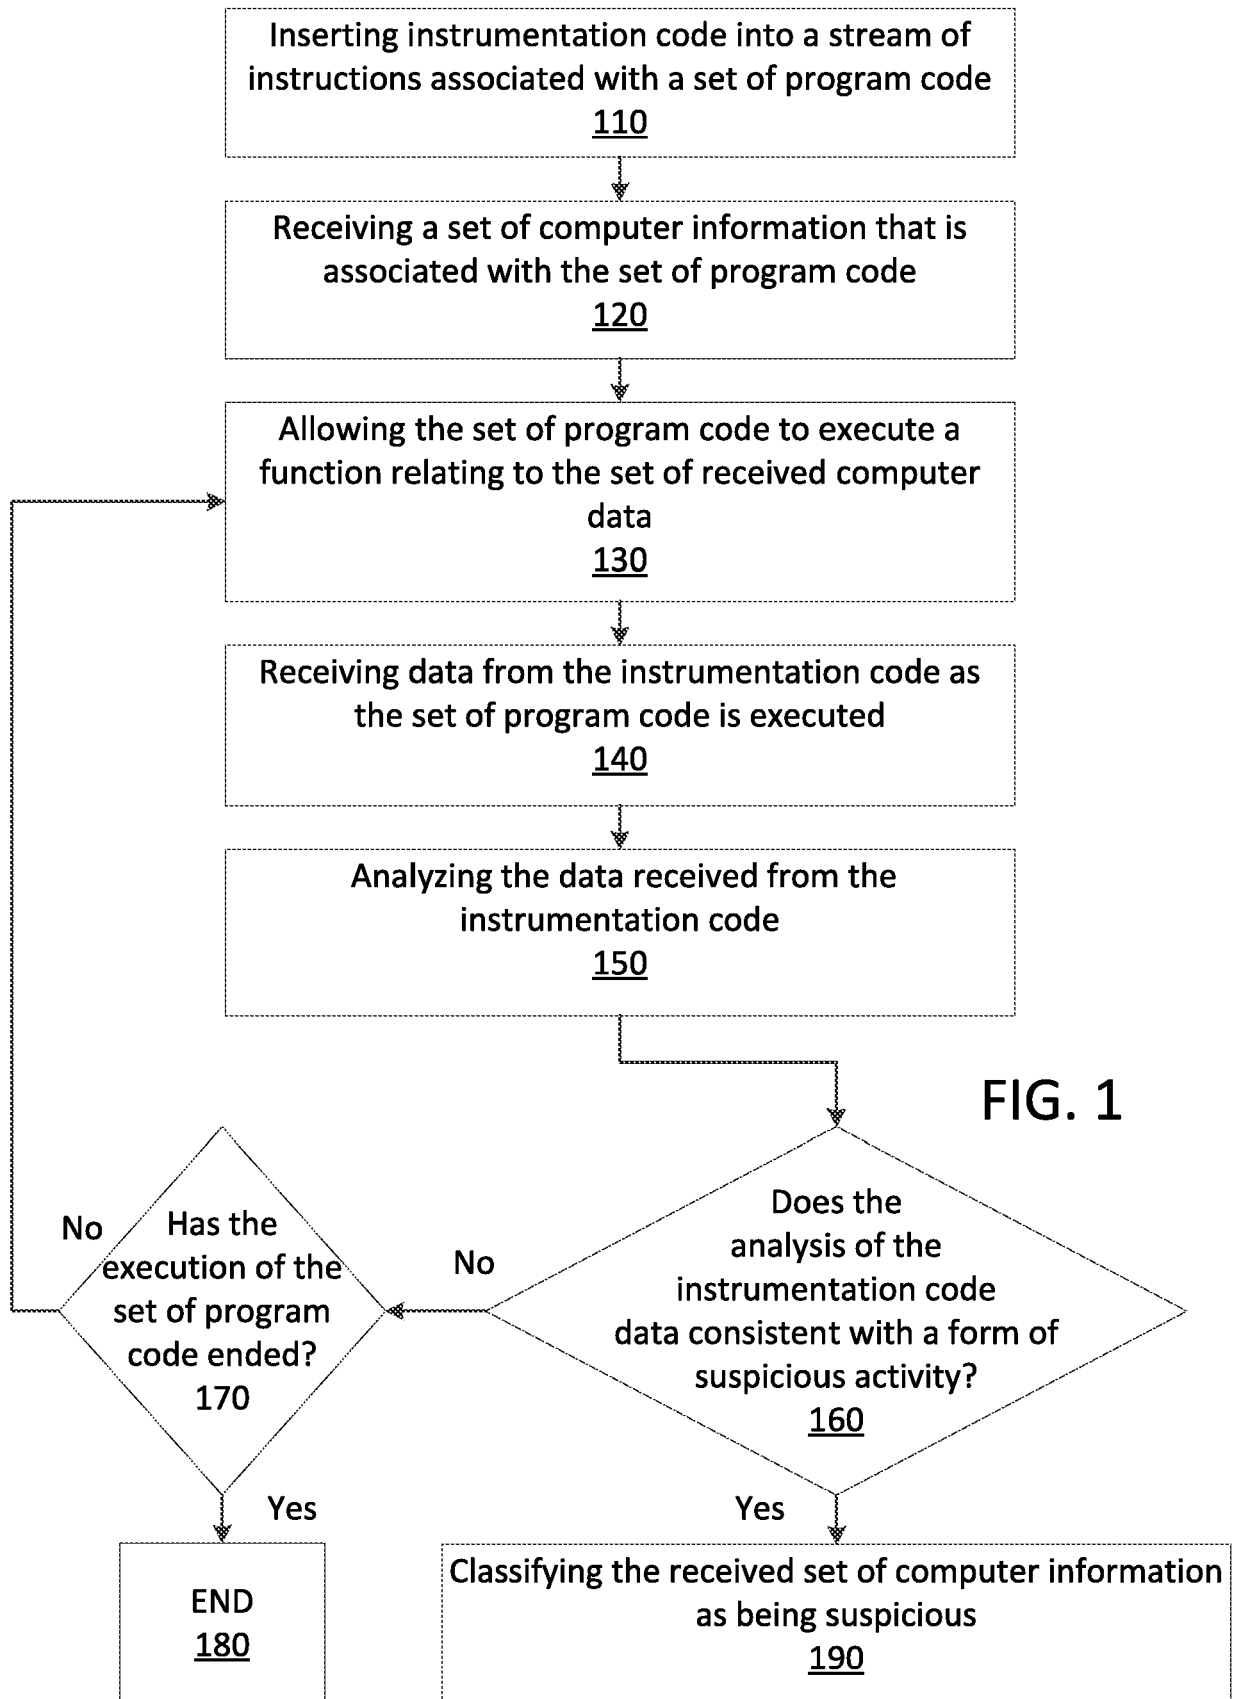 Inserting instrumentation code into a stream of
instructions associated with a set of program code
110
Receiving a set of computer information that is
associated with the set of program code
120
Allowing the set of program code to execute a
function relating to the set of received computer
data
130
Receiving data from the instrumentation code as
the set of program code is executed
140
Analyzing the data received from the
instrumentation code
150
FIG. 1
Does the
analysis of the
instrumentation code
data consistent with a form of
suspicious activity?
160
No
Has the
execution of the
set of program
code ended?
170
No
Yes
Yes
END
180
Classifying the received set of computer information
as being suspicious
190